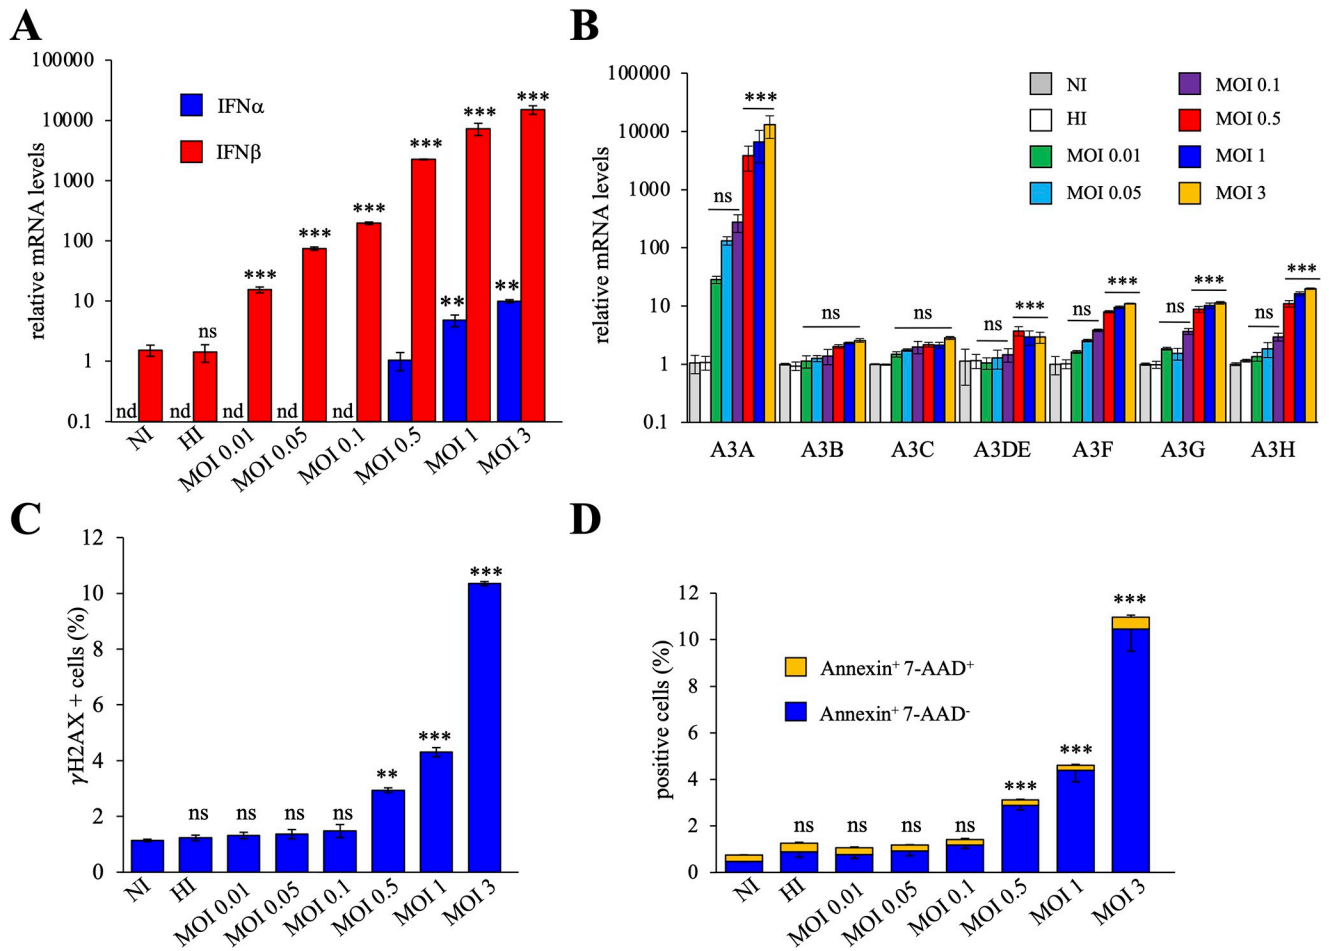 A
relative mRNA levels
100000
10000
1000
100
10
1
0.1
IFNα
IFNβ
nd
nd
nd
nd
nd
ns
***
***
***
***
**
***
**
***
NI
HI
MOI 0.01
MOI 0.05
MOI 0.1
MOI 0.5
MOI 1
MOI 3
B
relative mRNA levels
100000
10000
1000
100
10
1
0.1
NI
HI
MOI 0.01
MOI 0.05
MOI 0.1
MOI 0.5
MOI 1
MOI 3
ns
***
ns
ns
ns
***
ns
***
ns
***
ns
***
A3A
A3B
A3C
A3DE
A3F
A3G
A3H
C
γH2AX + cells (%)
12
10
8
6
4
2
0
ns
ns
ns
ns
**
***
***
NI
HI
MOI 0.01
MOI 0.05
MOI 0.1
MOI 0.5
MOI 1
MOI 3
D
positive cells (%)
12
10
8
6
4
2
0
Annexin⁺ 7-AAD⁺
Annexin⁺ 7-AAD⁻
ns
ns
ns
ns
***
***
***
NI
HI
MOI 0.01
MOI 0.05
MOI 0.1
MOI 0.5
MOI 1
MOI 3